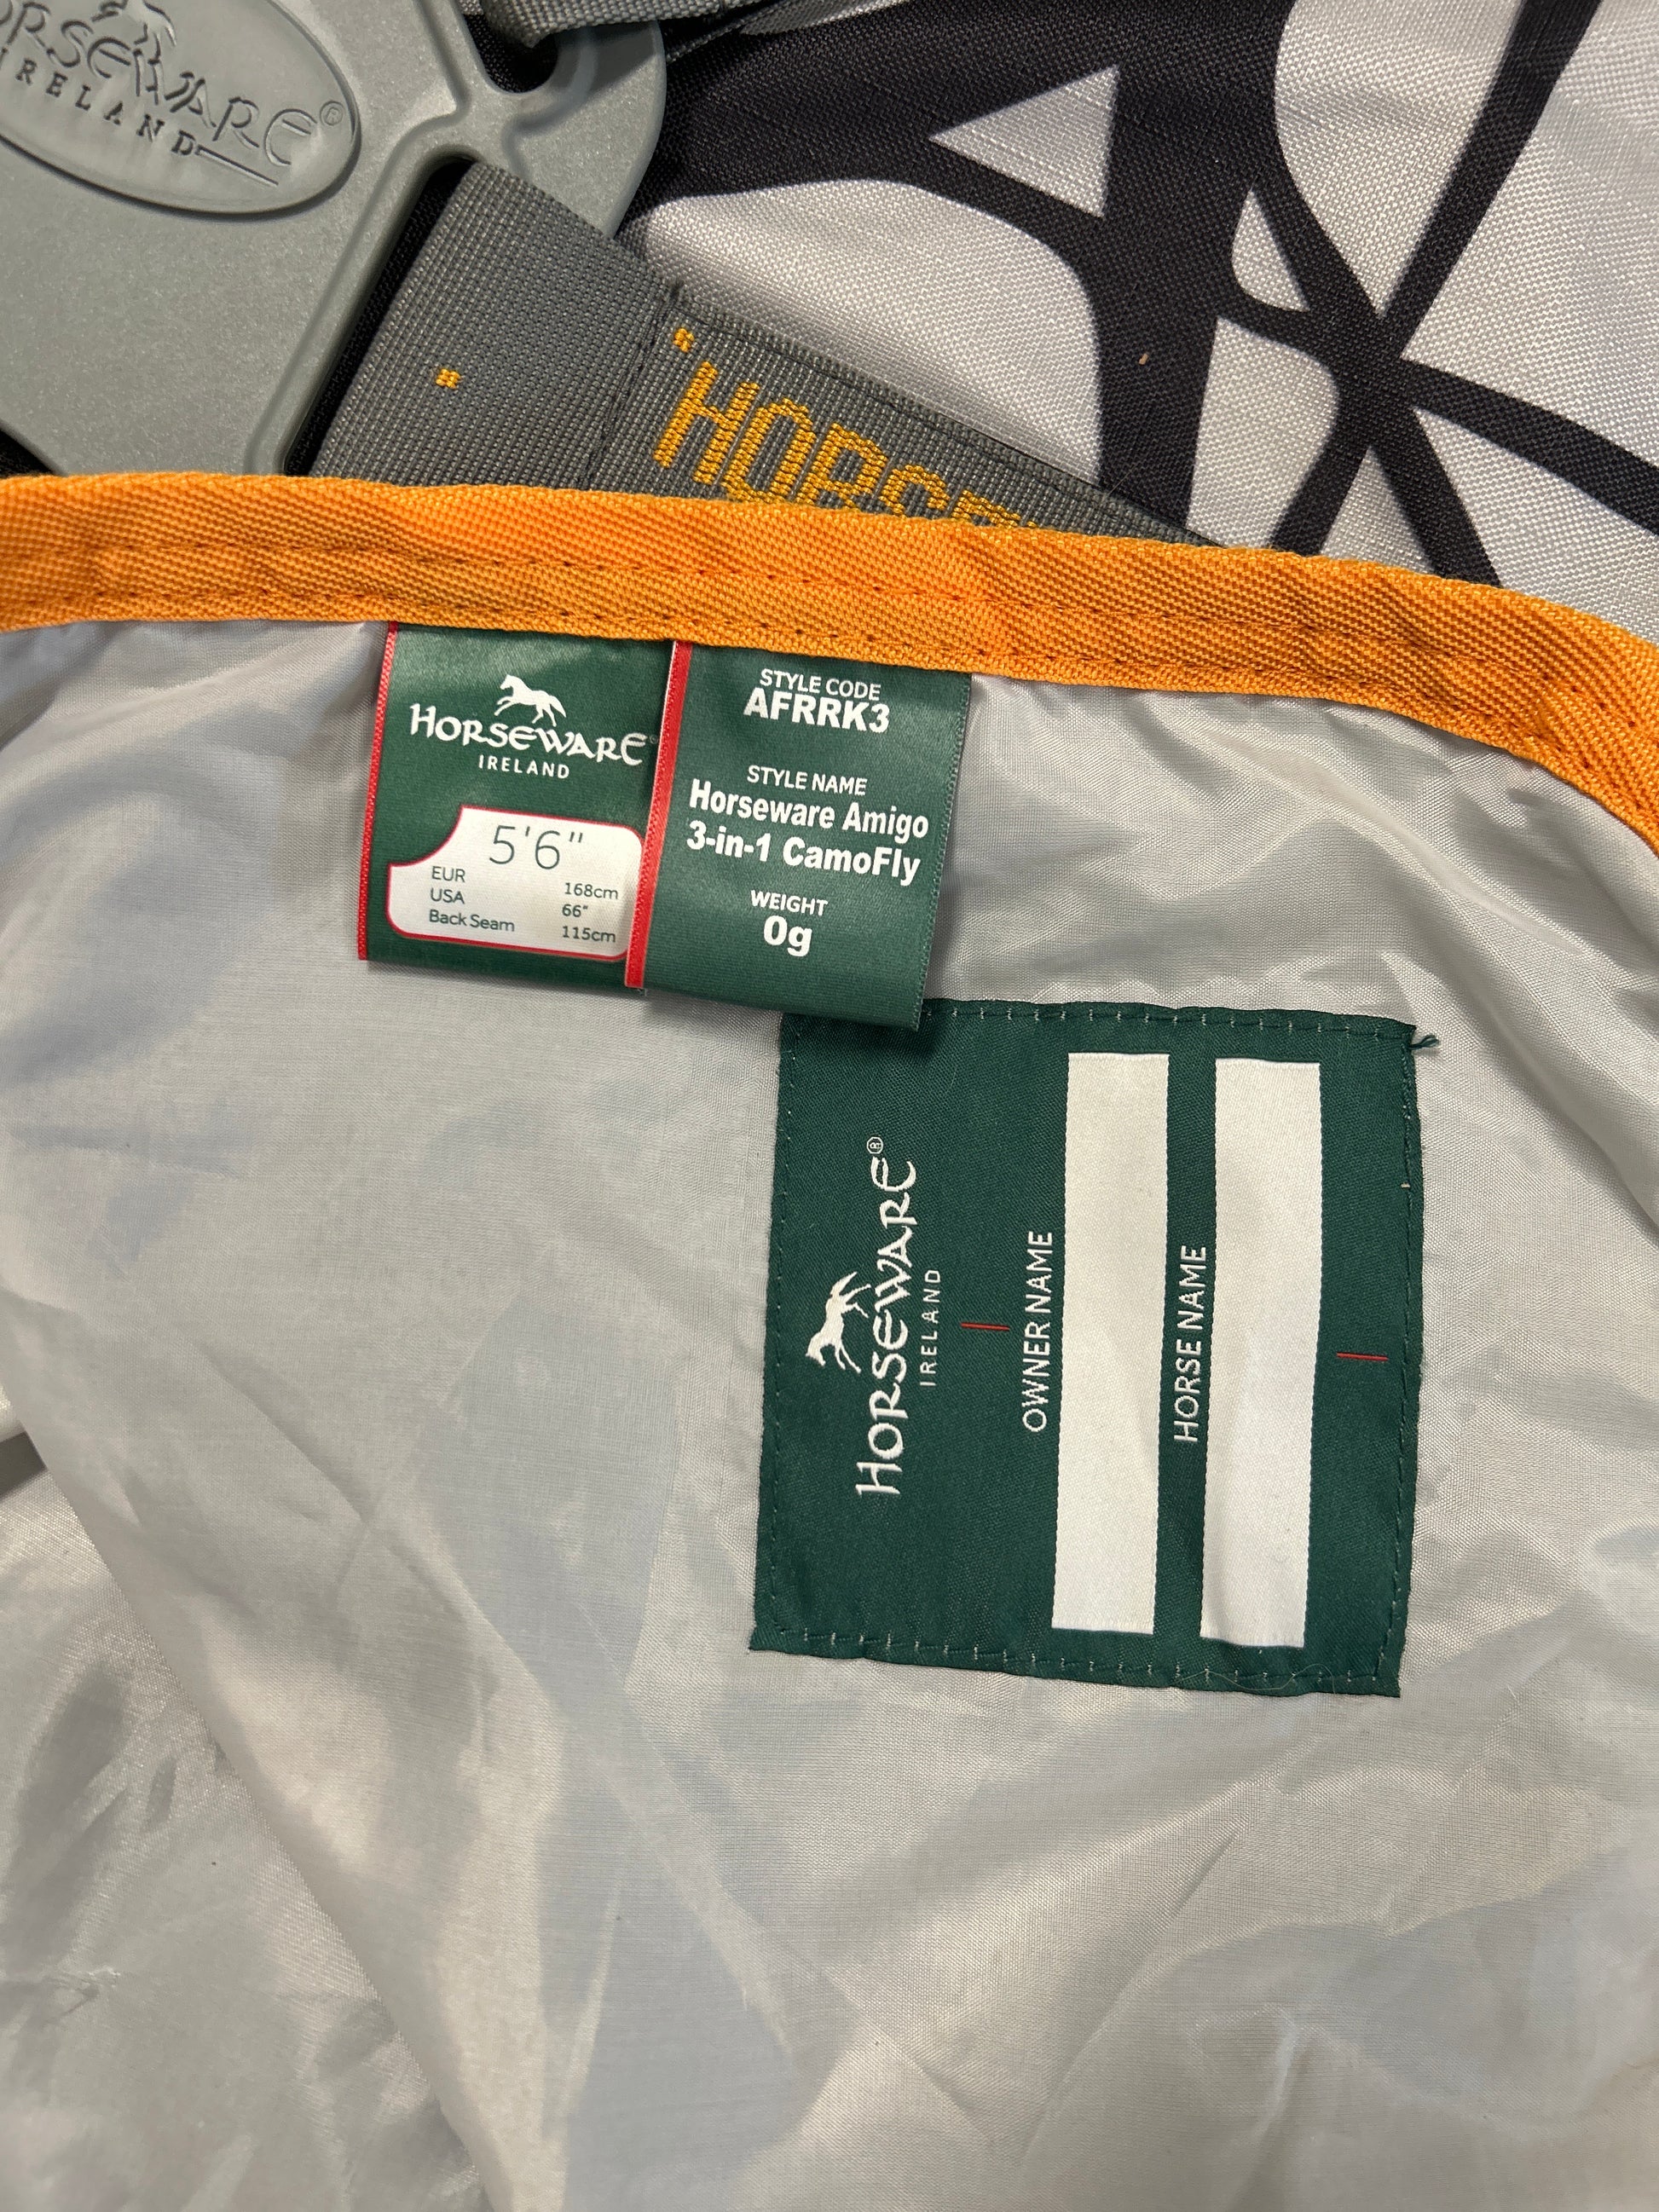 HORSEWARE®
IRELAND
HORSEWARE®
IRELAND
5'6"
EUR 168cm
USA 66"
Back Seam 115cm
STYLE CODE
AFRRK3
STYLE NAME
Horseware Amigo
3-in-1 CamoFly
WEIGHT
0g
HORSEWARE®
IRELAND
OWNER NAME
HORSE NAME